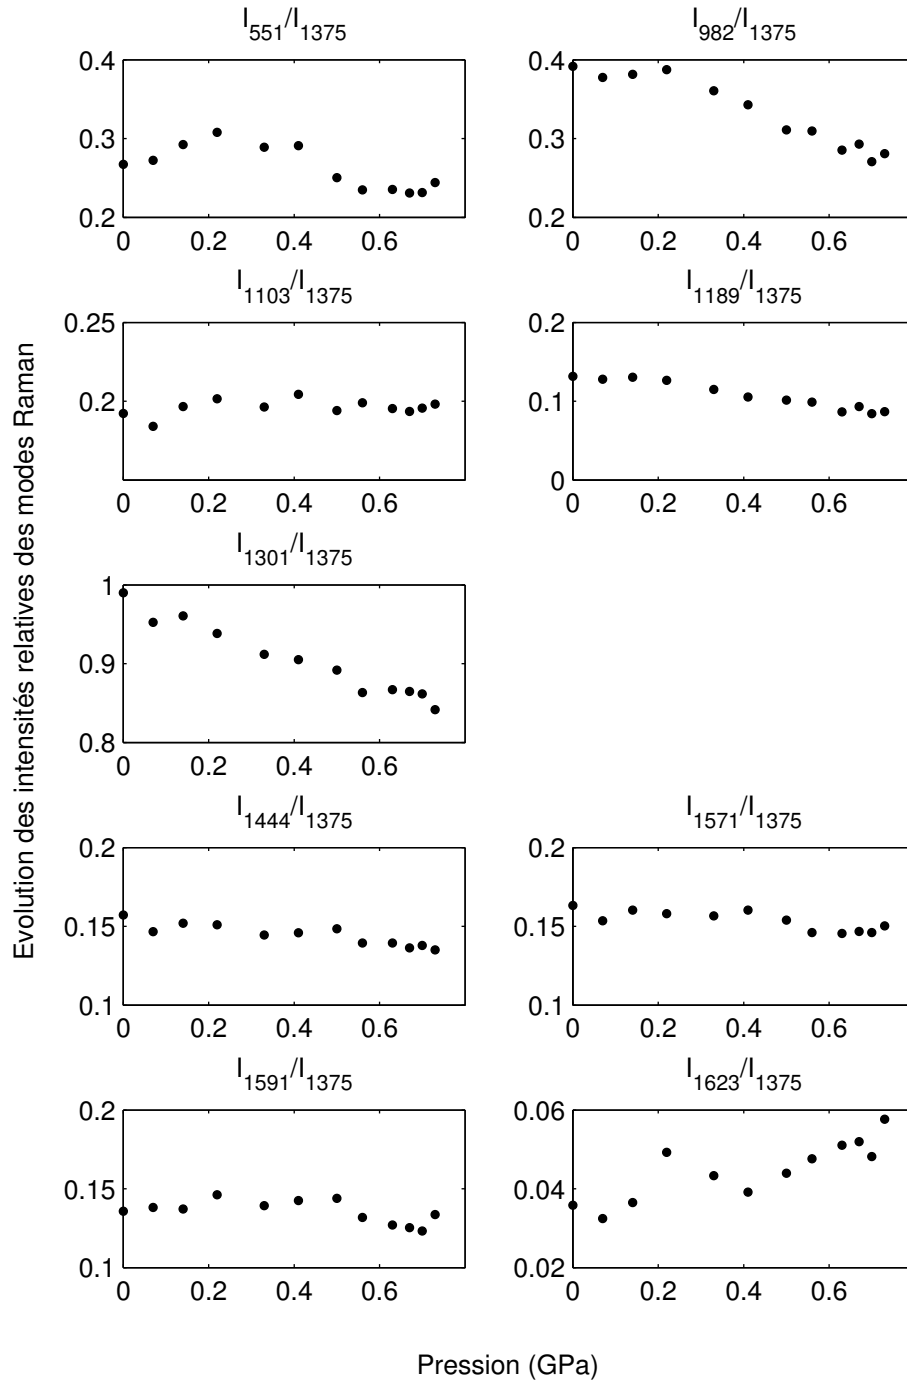 I551/I1375
I982/I1375
0.4
0.3
0.2
0 0.2 0.4 0.6
0.4
0.3
0.2
0 0.2 0.4 0.6
I1103/I1375
I1189/I1375
0.25
0.2
0 0.2 0.4 0.6
0.2
0.1
0
0 0.2 0.4 0.6
Evolution des intensités relatives des modes Raman
I1301/I1375
1
0.9
0.8
0 0.2 0.4 0.6
I1444/I1375
I1571/I1375
0.2
0.15
0.1
0 0.2 0.4 0.6
0.2
0.15
0.1
0 0.2 0.4 0.6
I1591/I1375
I1623/I1375
0.2
0.15
0.1
0 0.2 0.4 0.6
0.06
0.04
0.02
0 0.2 0.4 0.6
Pression (GPa)